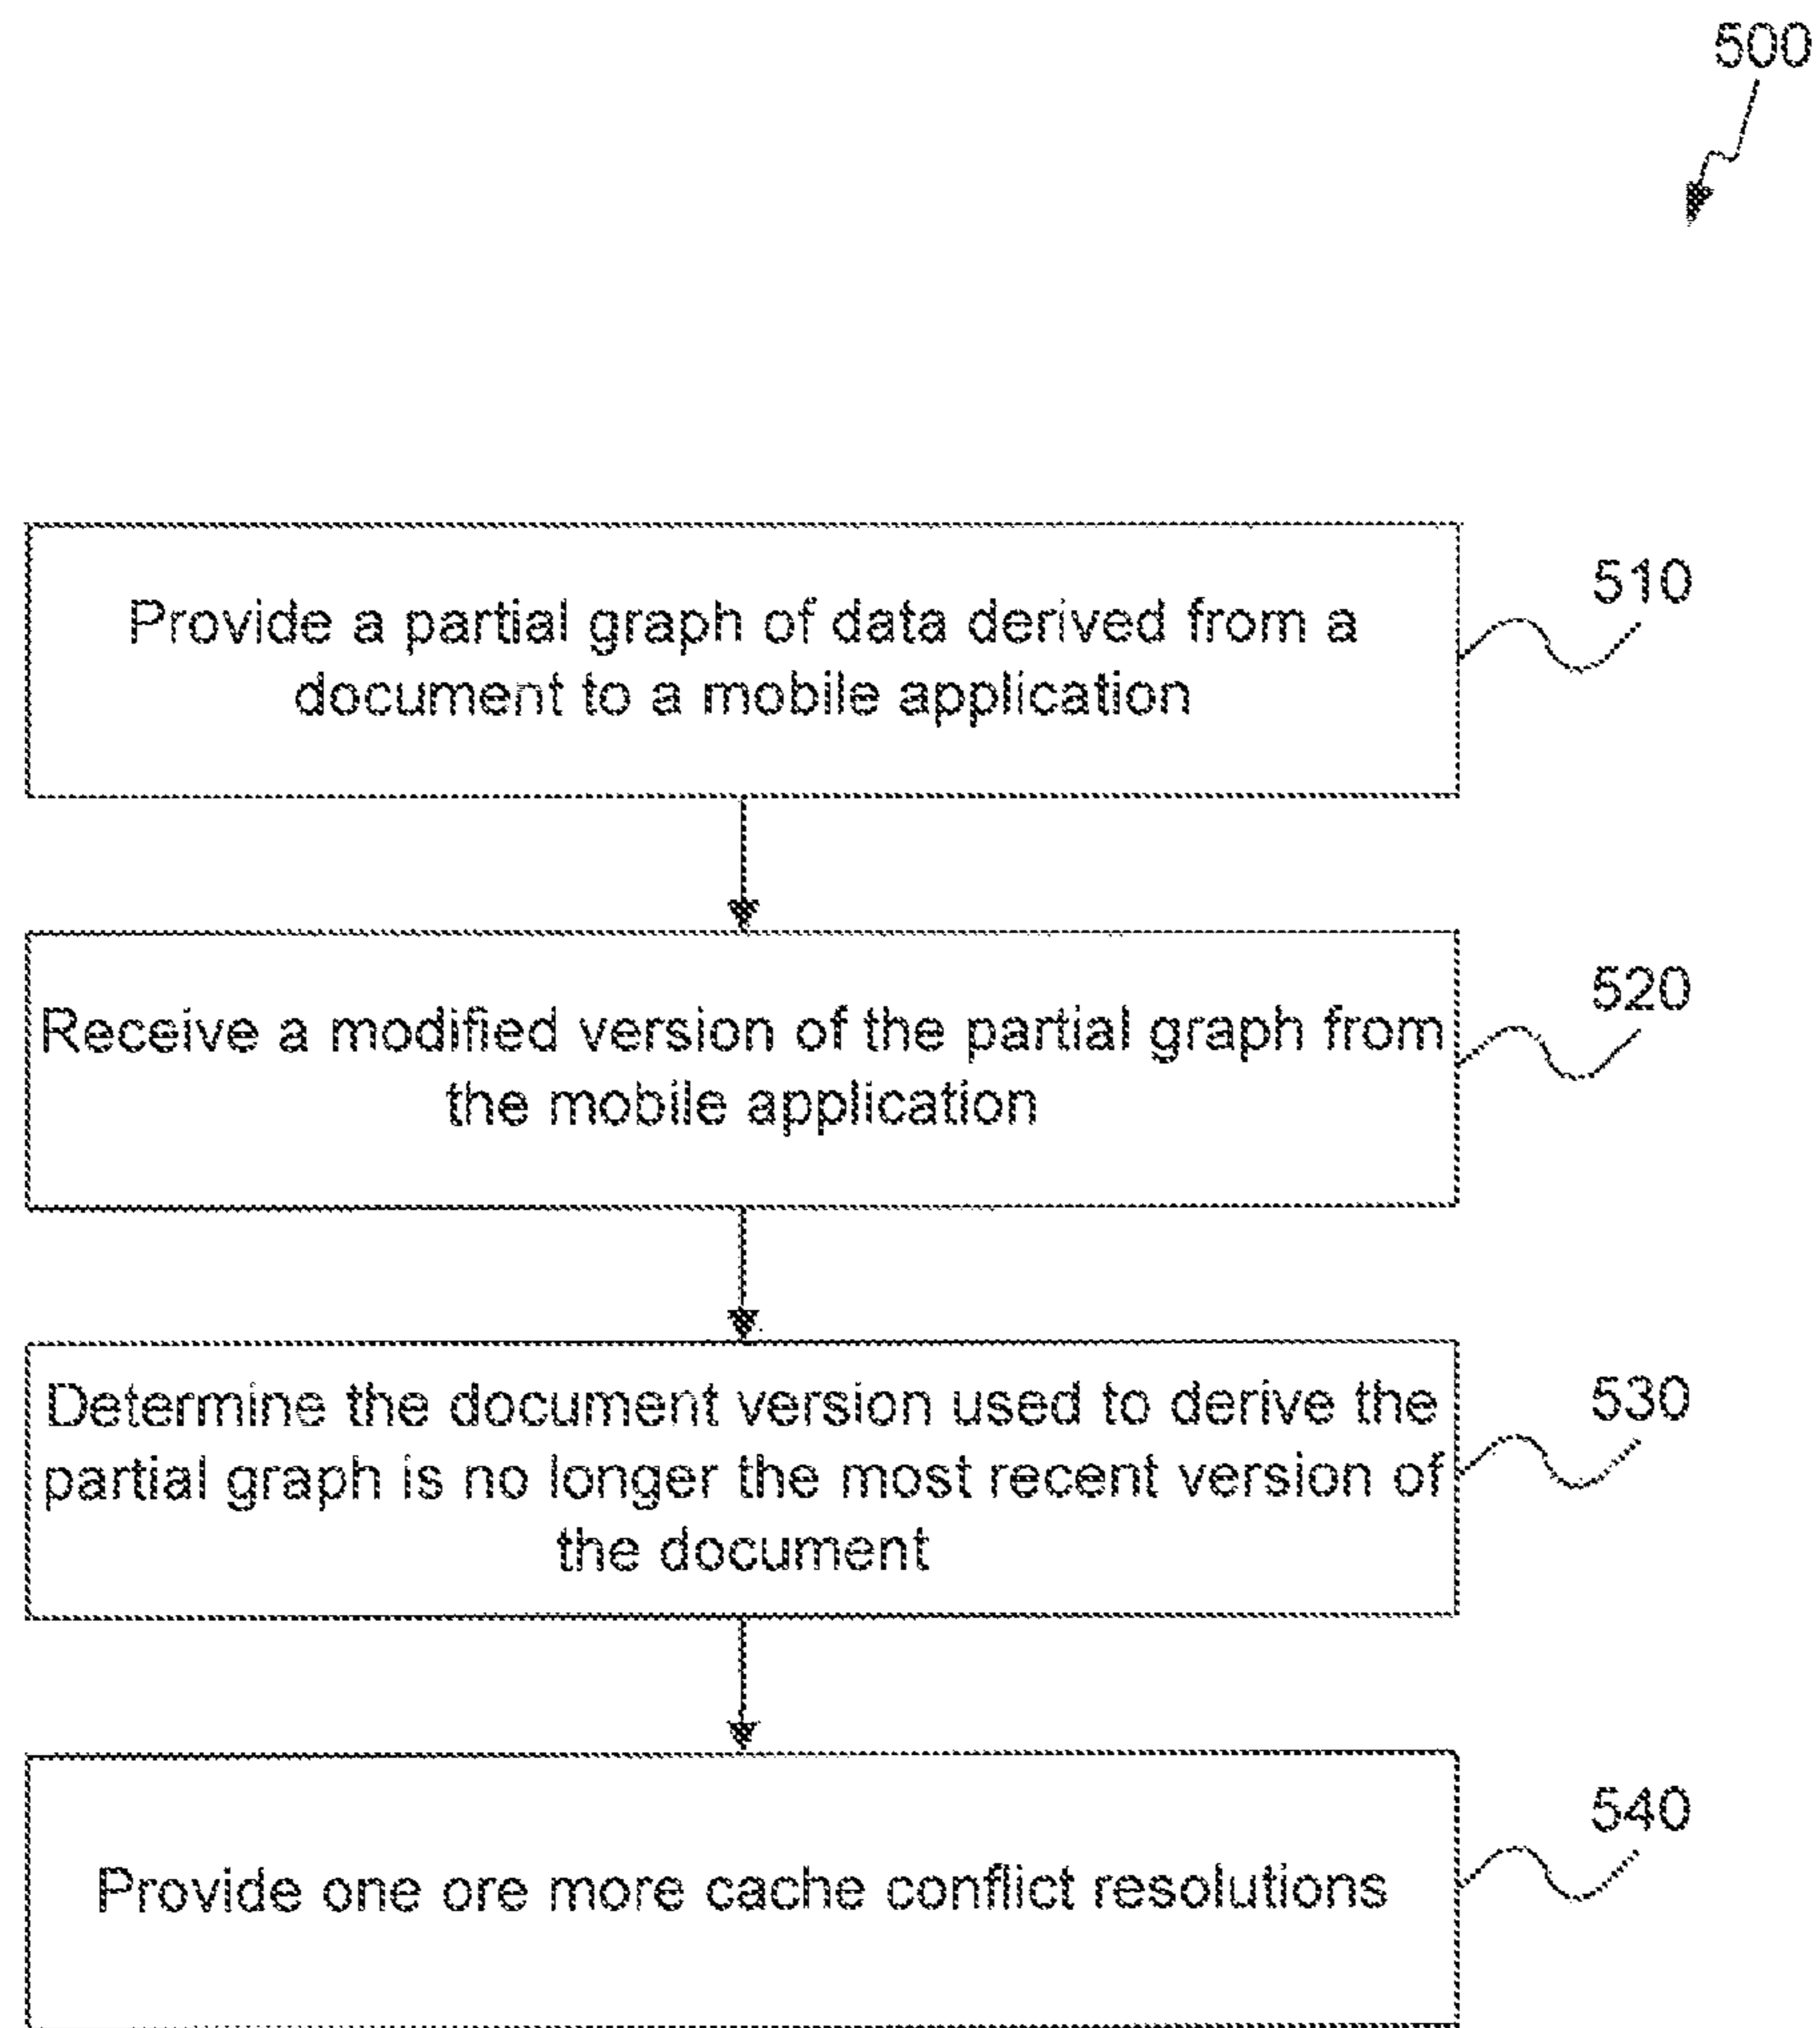 500
Provide a partial graph of data derived from a
document to a mobile application
510
Receive a modified version of the partial graph from
the mobile application
520
Determine the document version used to derive the
partial graph is no longer the most recent version of
the document
530
Provide one ore more cache conflict resolutions
540